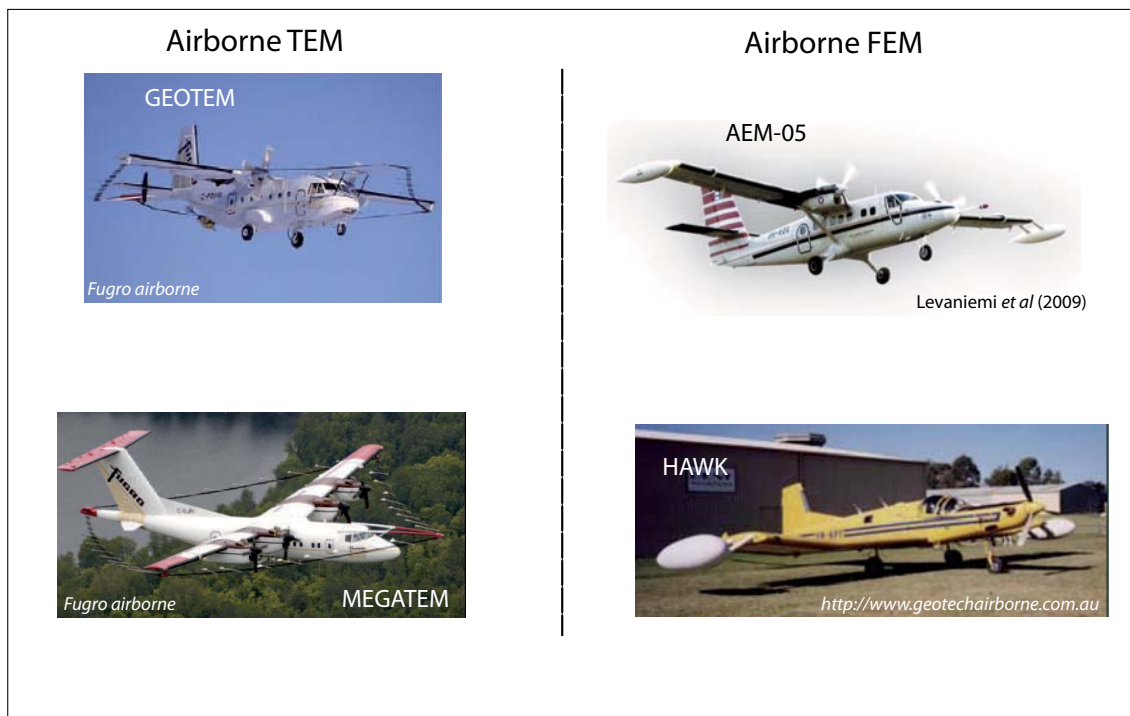 Airborne TEM
GEOTEM
Fugro airborne
FUGRO
MEGATEM
Fugro airborne
Airborne FEM
AEM-05
Levaniemi et al (2009)
HAWK
http://www.geotechairborne.com.au